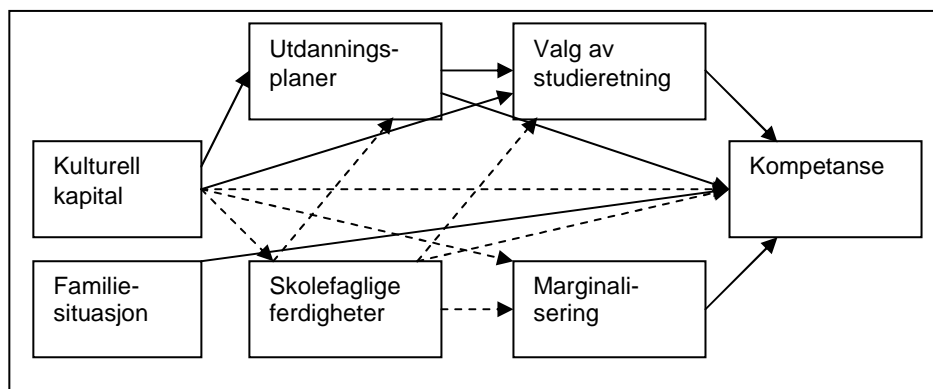 Utdannings-
planer
Valg av
studieretning
Kulturell
kapital
Kompetanse
Familie-
situasjon
Skolefaglige
ferdigheter
Marginali-
sering